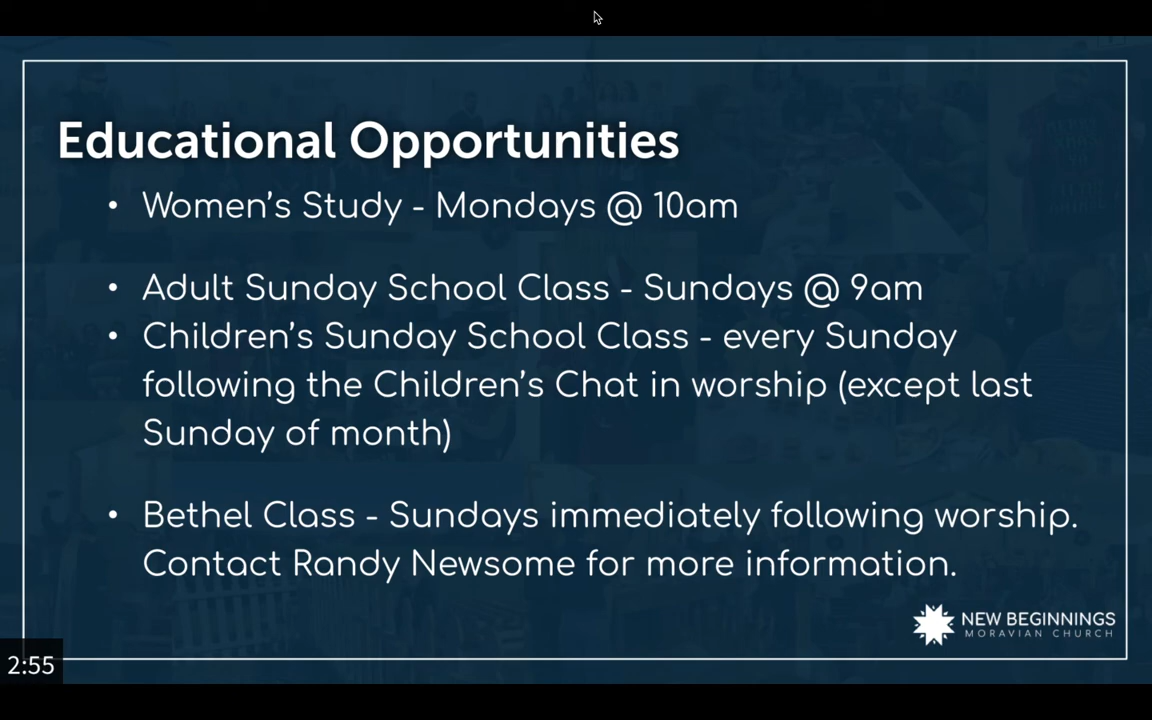 Educational Opportunities
• Women's Study - Mondays @ 10am
• Adult Sunday School Class - Sundays @ 9am
• Children's Sunday School Class - every Sunday
following the Children's Chat in worship (except last
Sunday of month)
• Bethel Class - Sundays immediately following worship.
Contact Randy Newsome for more information.
NEW BEGINNINGS
MORAVIAN CHURCH
2:55